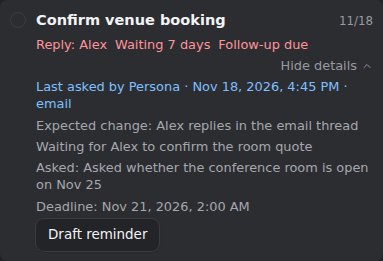 Confirm venue booking 11/18
Reply: Alex Waiting 7 days Follow-up due
Hide details
Last asked by Persona · Nov 18, 2026, 4:45 PM ·
email
Expected change: Alex replies in the email thread
Waiting for Alex to confirm the room quote
Asked: Asked whether the conference room is open
on Nov 25
Deadline: Nov 21, 2026, 2:00 AM
Draft reminder